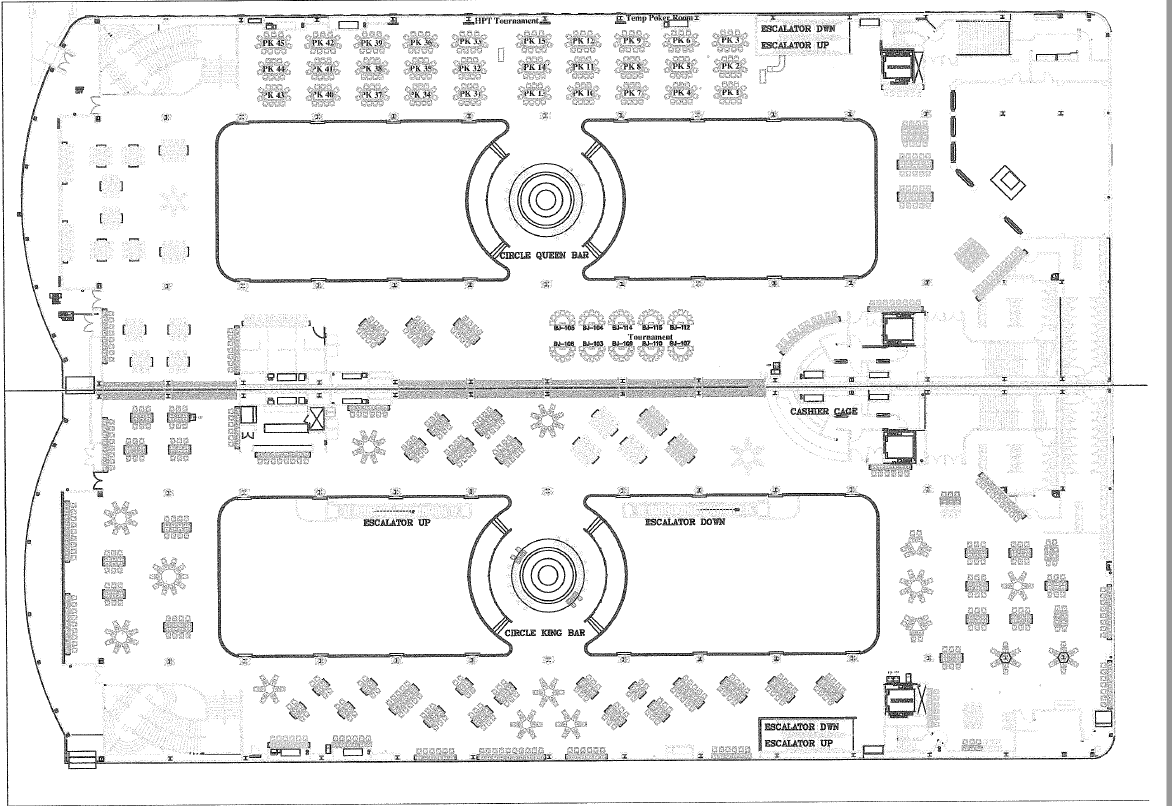 HPT Tournament
Temp Poker Room
ESCALATOR DWN
ESCALATOR UP
PK 45 PK 42 PK 39 PK 36 PK 33 PK 15 PK 12 PK 9 PK 6 PK 3
PK 44 PK 41 PK 38 PK 35 PK 32 PK 14 PK 11 PK 8 PK 5 PK 2
PK 43 PK 40 PK 37 PK 34 PK 31 PK 13 PK 10 PK 7 PK 4 PK 1
CIRCLE QUEEN BAR
BJ-105 BJ-104 BJ-114 BJ-115 BJ-112
Tournament
BJ-106 BJ-103 BJ-109 BJ-110 BJ-107
CASHIER CAGE
ESCALATOR UP
ESCALATOR DOWN
CIRCLE KING BAR
ESCALATOR DWN
ESCALATOR UP